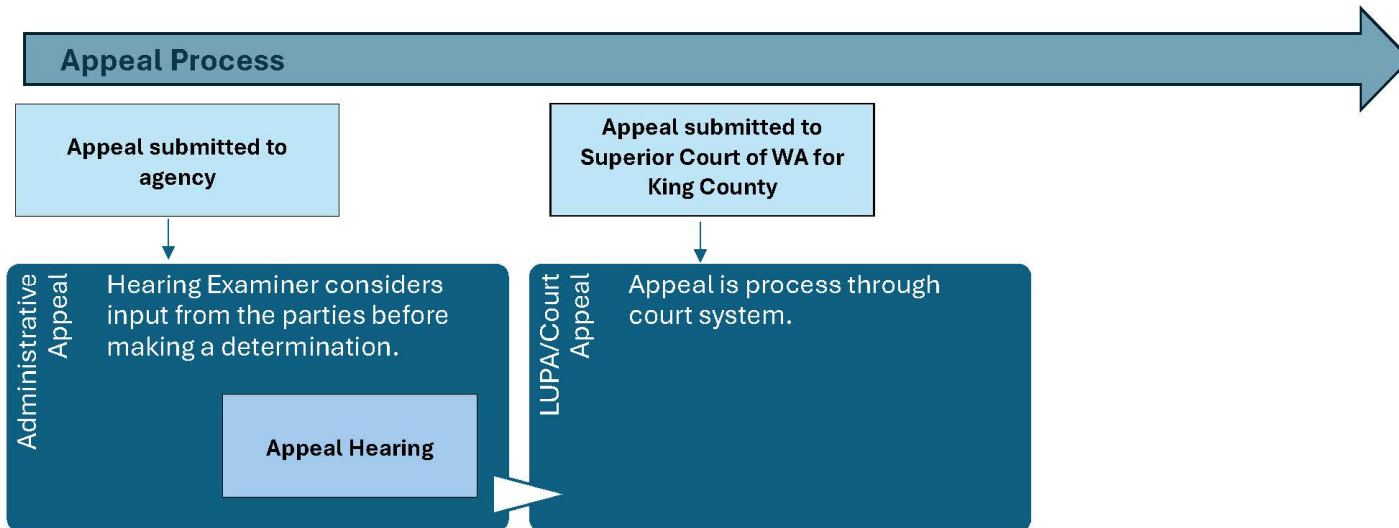 Appeal Process
Appeal submitted to
agency
Appeal submitted to
Superior Court of WA for
King County
Administrative
Appeal
Hearing Examiner considers
input from the parties before
making a determination.
Appeal Hearing
LUPA/Court
Appeal
Appeal is process through
court system.